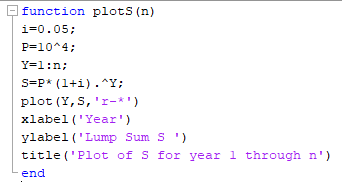 function plotS(n)
i=0.05;
P=10^4;
Y=1:n;
S=P*(1+i).^Y;
plot(Y,S,'r-*')
xlabel('Year')
ylabel('Lump Sum S ')
title('Plot of S for year 1 through n')
end